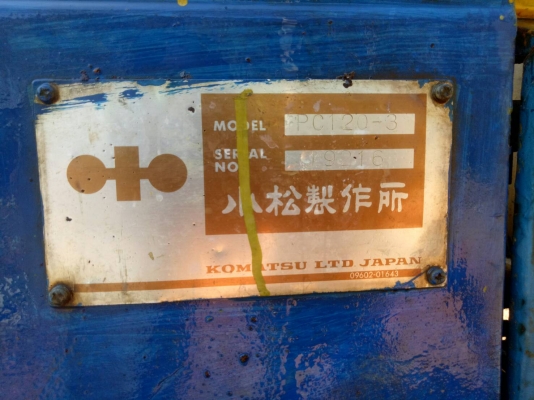 MODEL PC120-3
SERIAL
NO.
小松製作所
KOMATSU LTD JAPAN
09602-01643